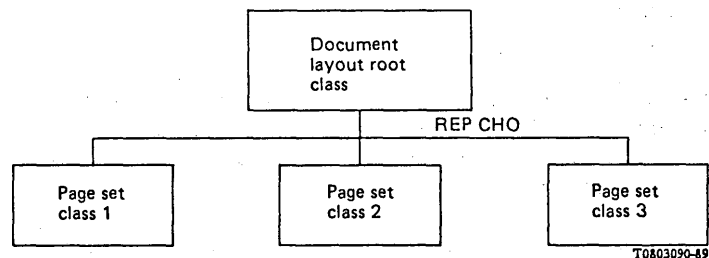 Document
layout root
class
REP CHO
Page set
class 1
Page set
class 2
Page set
class 3
T0803090-89